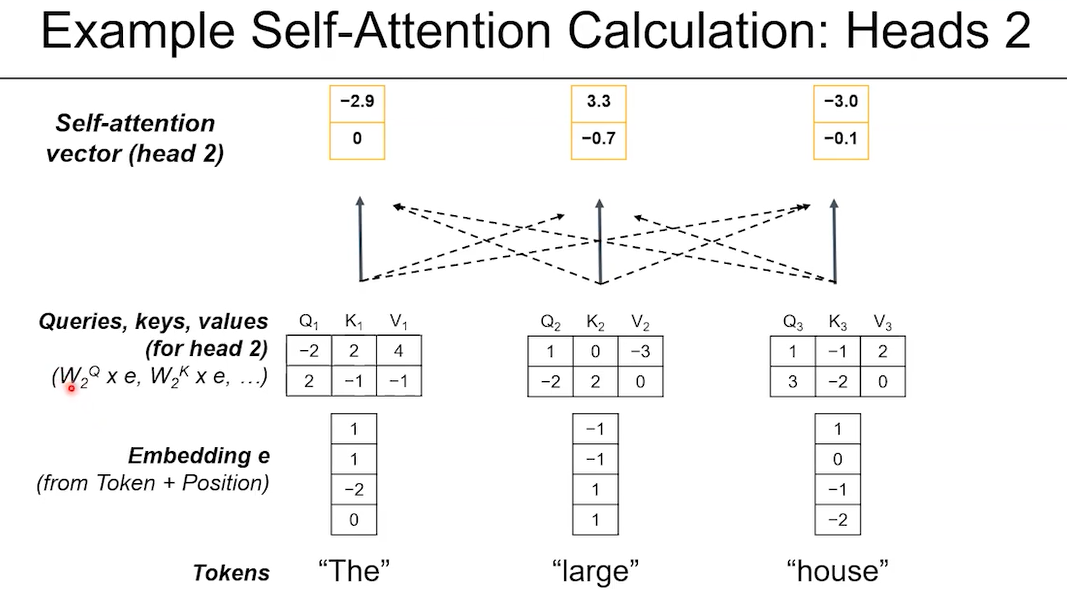 Example Self-Attention Calculation: Heads 2
Self-attention
vector (head 2)
−2.9
0
3.3
−0.7
−3.0
−0.1
Queries, keys, values
(for head 2)
(W₂Q x e, W₂K x e, …)
Q₁ K₁ V₁
−2 2 4
2 −1 −1
Q₂ K₂ V₂
1 0 −3
−2 2 0
Q₃ K₃ V₃
1 −1 2
3 −2 0
Embedding e
(from Token + Position)
1
1
−2
0
−1
−1
1
1
1
0
−1
−2
Tokens
“The”
“large”
“house”